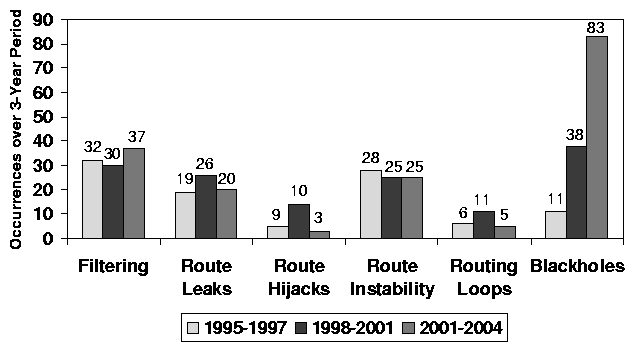 Occurrences over 3-Year Period
90
80
70
60
50
40
30
20
10
0
32
30
37
19
26
20
9
10
3
28
25
25
6
11
5
11
38
83
Filtering
Route
Leaks
Route
Hijacks
Route
Instability
Routing
Loops
Blackholes
1995-1997
1998-2001
2001-2004